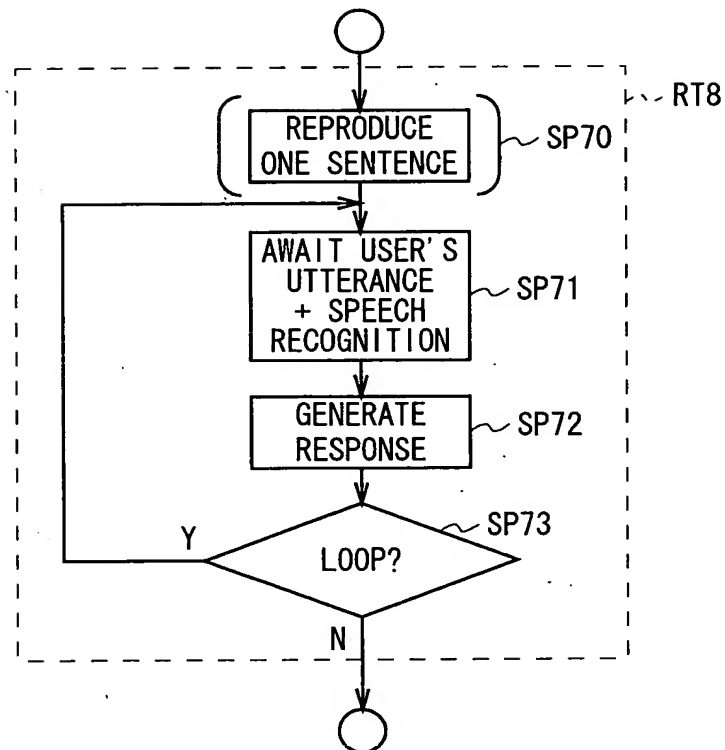 RT8
REPRODUCE
ONE SENTENCE
SP70
AWAIT USER'S
UTTERANCE
+ SPEECH
RECOGNITION
SP71
GENERATE
RESPONSE
SP72
SP73
Y
LOOP?
N